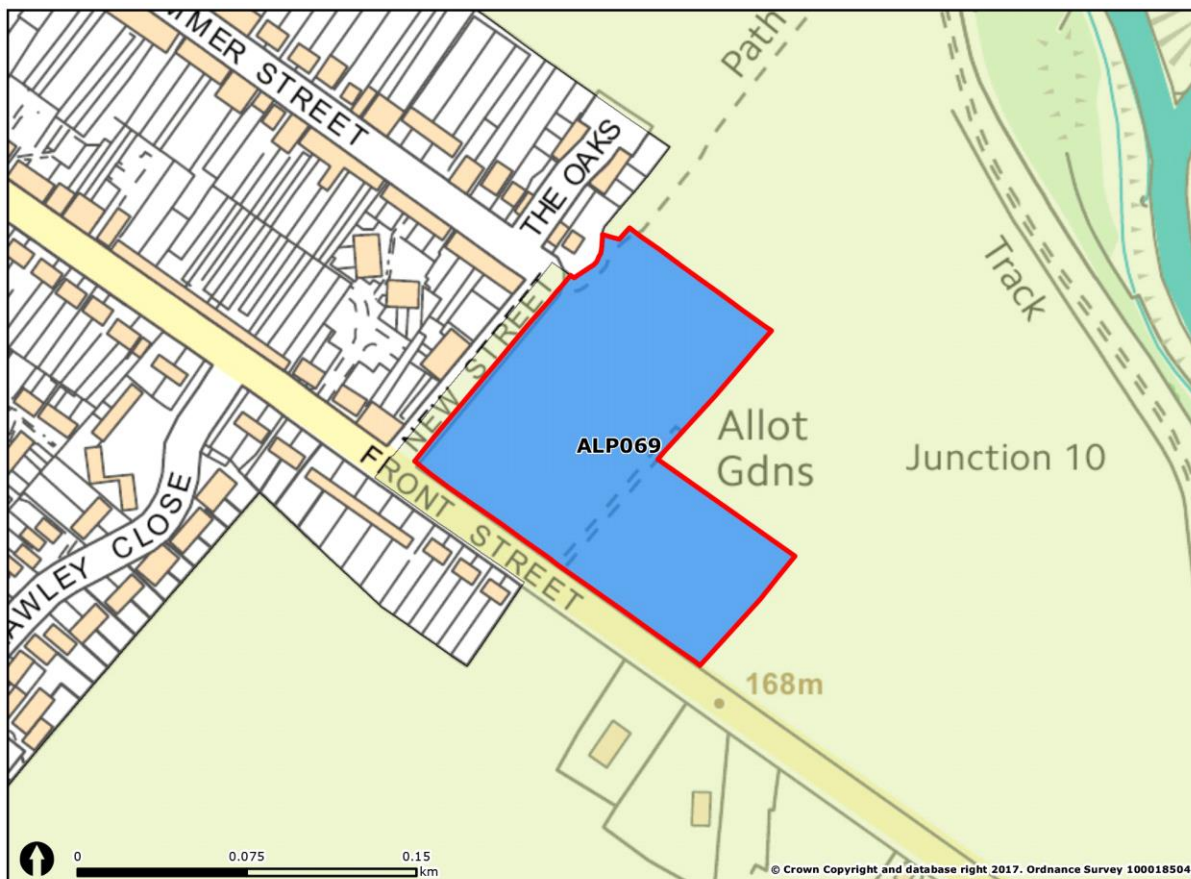 MMER STREET
Path
THE OAKS
Track
NEW STREET
ALP069
Allot
Gdns
Junction 10
FRONT STREET
AWLEY CLOSE
168m
0 0.075 0.15
km
© Crown Copyright and database right 2017. Ordnance Survey 100018504